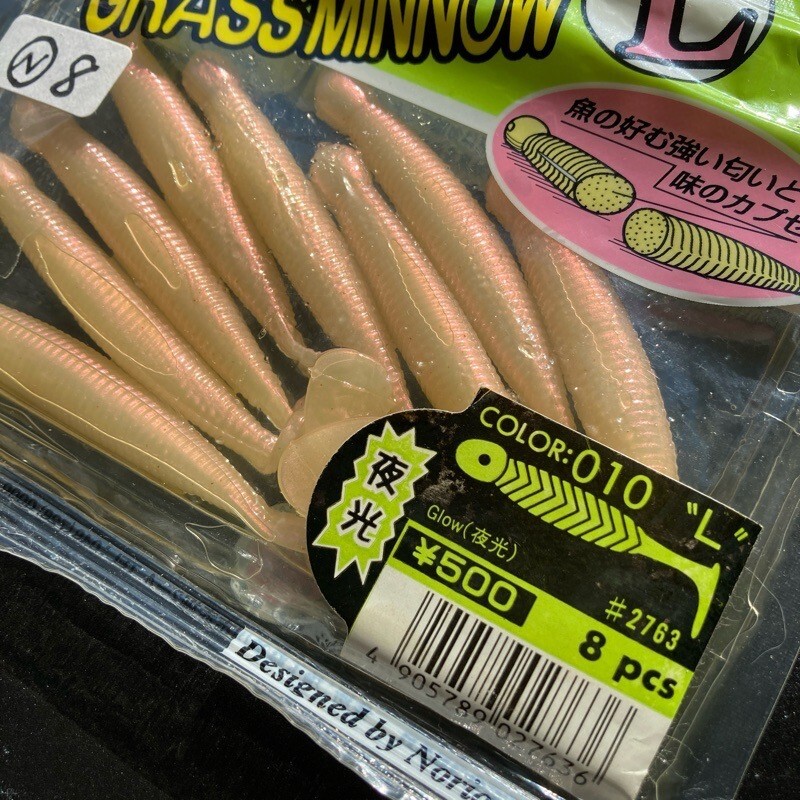 GRASS MINNOW
L
N 8
魚の好む強い匂いと
味のカプセ
夜光
COLOR:010 "L"
Glow(夜光)
¥500
#2763
8 pcs
4 905789 027636
Designed by Norio